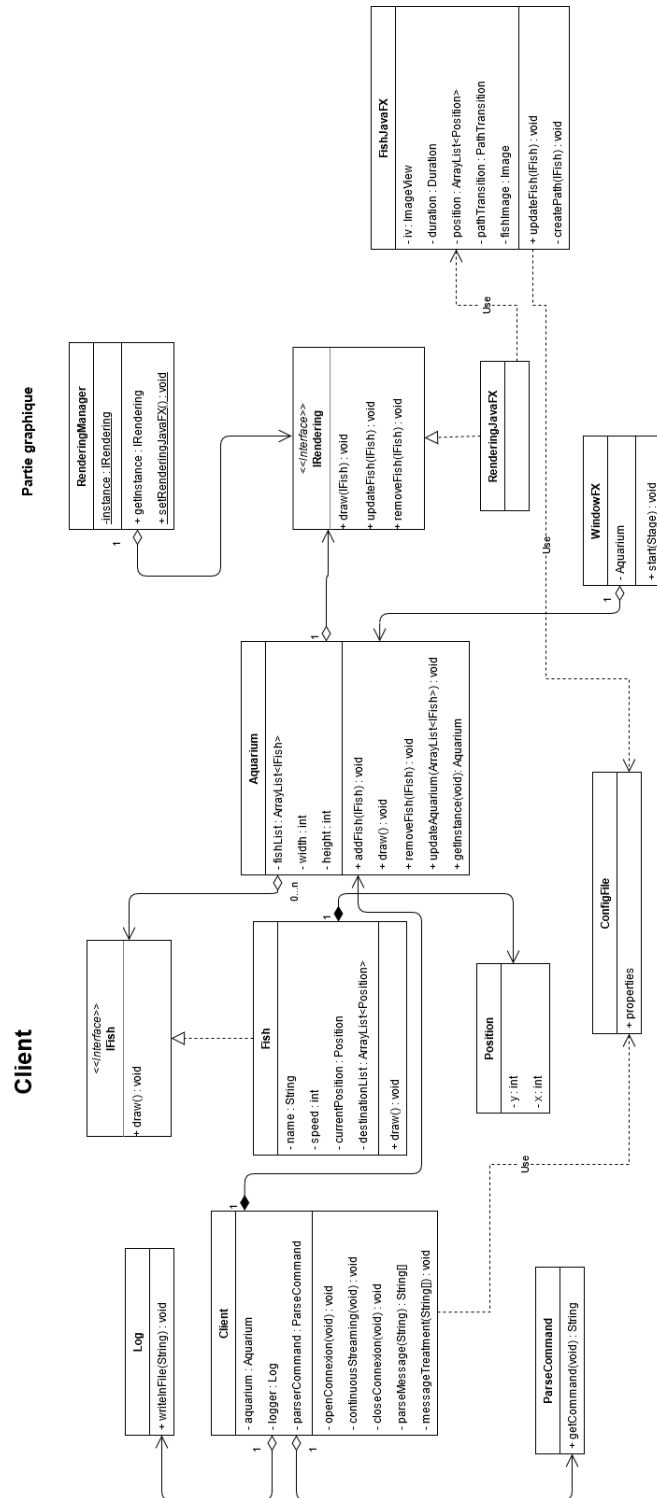 Client
Partie graphique
Log
+ writeInFile(String) : void
Client
- aquarium : Aquarium
- logger : Log
- parserCommand : ParseCommand
- openConnexion(void) : void
- continuousStreaming(void) : void
- closeConnexion(void) : void
- parseMessage(String) : String[]
- messageTreatment(String[]) : void
1
1
1
ParseCommand
+ getCommand(void) : String
<<Interface>>
IFish
+ draw() : void
Fish
- name : String
- speed : int
- currentPosition : Position
- destinationList : ArrayList<Position>
+ draw() : void
1
Position
- y : int
- x : int
Use
ConfigFile
+ properties
Aquarium
- fishList : ArrayList<IFish>
- width : int
- height : int
+ addFish(IFish) : void
+ draw() : void
+ removeFish(IFish) : void
+ updateAquarium(ArrayList<IFish>) : void
+ getInstance(void): Aquarium
0...n
1
RenderingManager
-instance : IRendering
+ getInstance : IRendering
+ setRenderingJavaFX() : void
1
<<Interface>>
IRendering
+ draw(IFish) : void
+ updateFish(IFish) : void
+ removeFish(IFish) : void
RenderingJavaFX
Use
WindowFX
- Aquarium
+ start(Stage) : void
1
Use
FishJavaFX
- iv : ImageView
- duration : Duration
- position : ArrayList<Position>
- pathTransition : PathTransition
- fishImage : Image
+ updateFish(IFish) : void
- createPath(IFish) : void